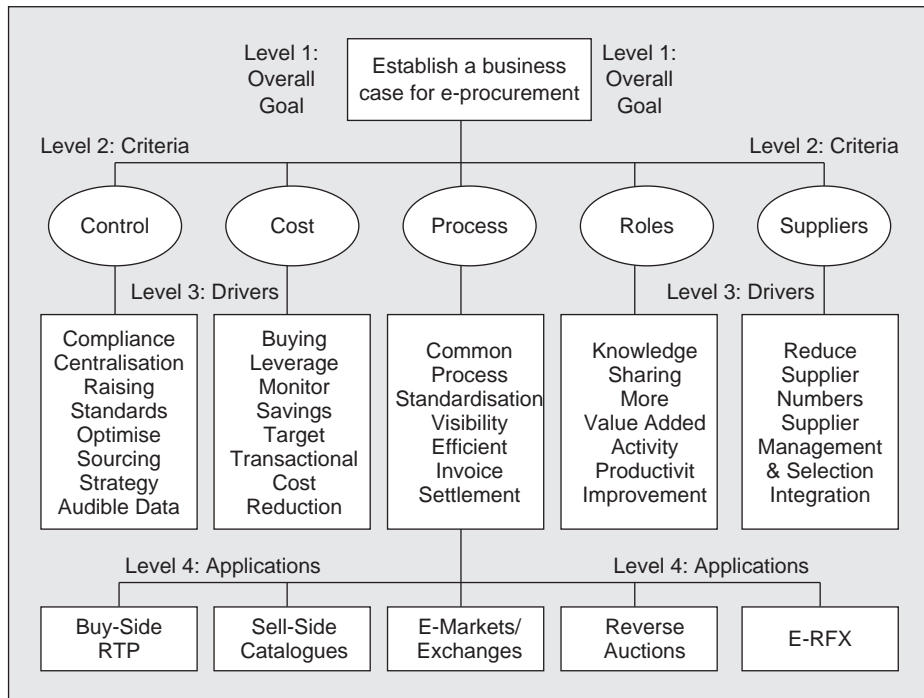 Level 1:
Overall
Goal
Establish a business
case for e-procurement
Level 1:
Overall
Goal
Level 2: Criteria
Level 2: Criteria
Control
Cost
Process
Roles
Suppliers
Level 3: Drivers
Level 3: Drivers
Compliance
Centralisation
Raising
Standards
Optimise
Sourcing
Strategy
Audible Data
Buying
Leverage
Monitor
Savings
Target
Transactional
Cost
Reduction
Common
Process
Standardisation
Visibility
Efficient
Invoice
Settlement
Knowledge
Sharing
More
Value Added
Activity
Productivit
Improvement
Reduce
Supplier
Numbers
Supplier
Management
& Selection
Integration
Level 4: Applications
Level 4: Applications
Buy-Side
RTP
Sell-Side
Catalogues
E-Markets/
Exchanges
Reverse
Auctions
E-RFX